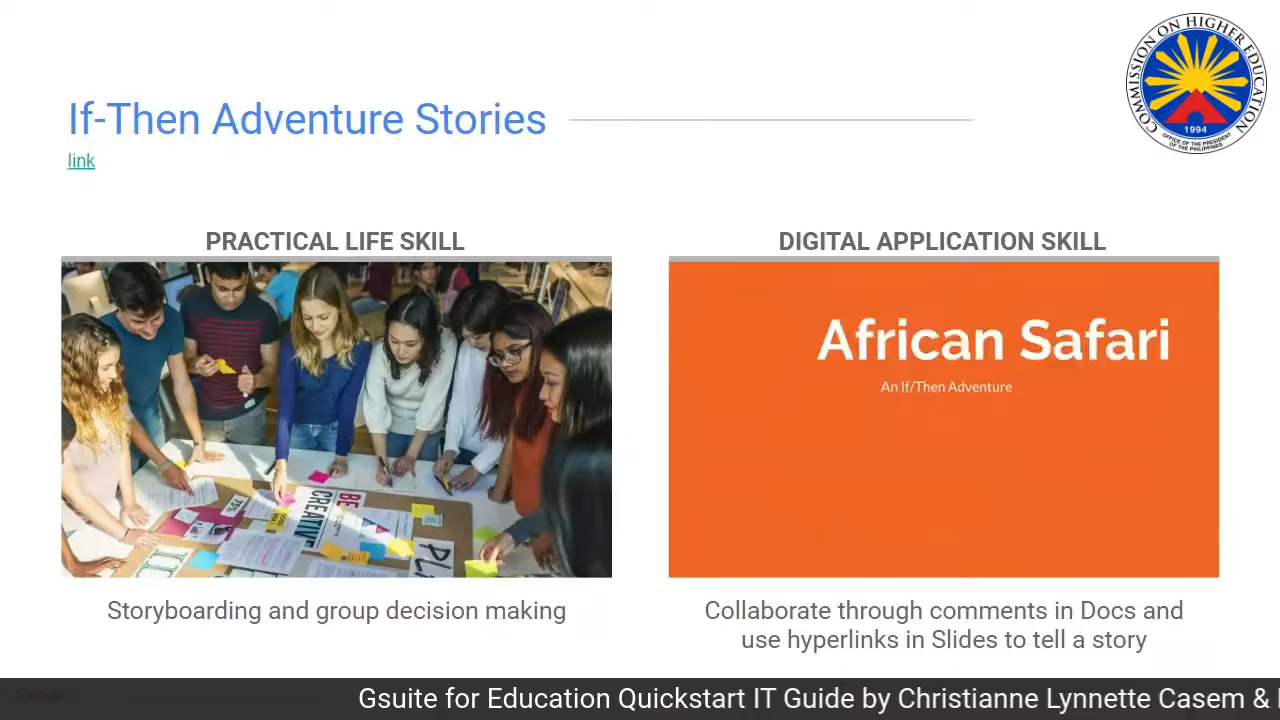 If-Then Adventure Stories
link
COMMISSION ON HIGHER EDUCATION
1994
OFFICE OF THE PRESIDENT
OF THE PHILIPPINES
PRACTICAL LIFE SKILL
DIGITAL APPLICATION SKILL
75%
BE
CREATIVE
African Safari
An If/Then Adventure
Storyboarding and group decision making
Collaborate through comments in Docs and
use hyperlinks in Slides to tell a story
Gsuite for Education Quickstart IT Guide by Christianne Lynnette Casem &